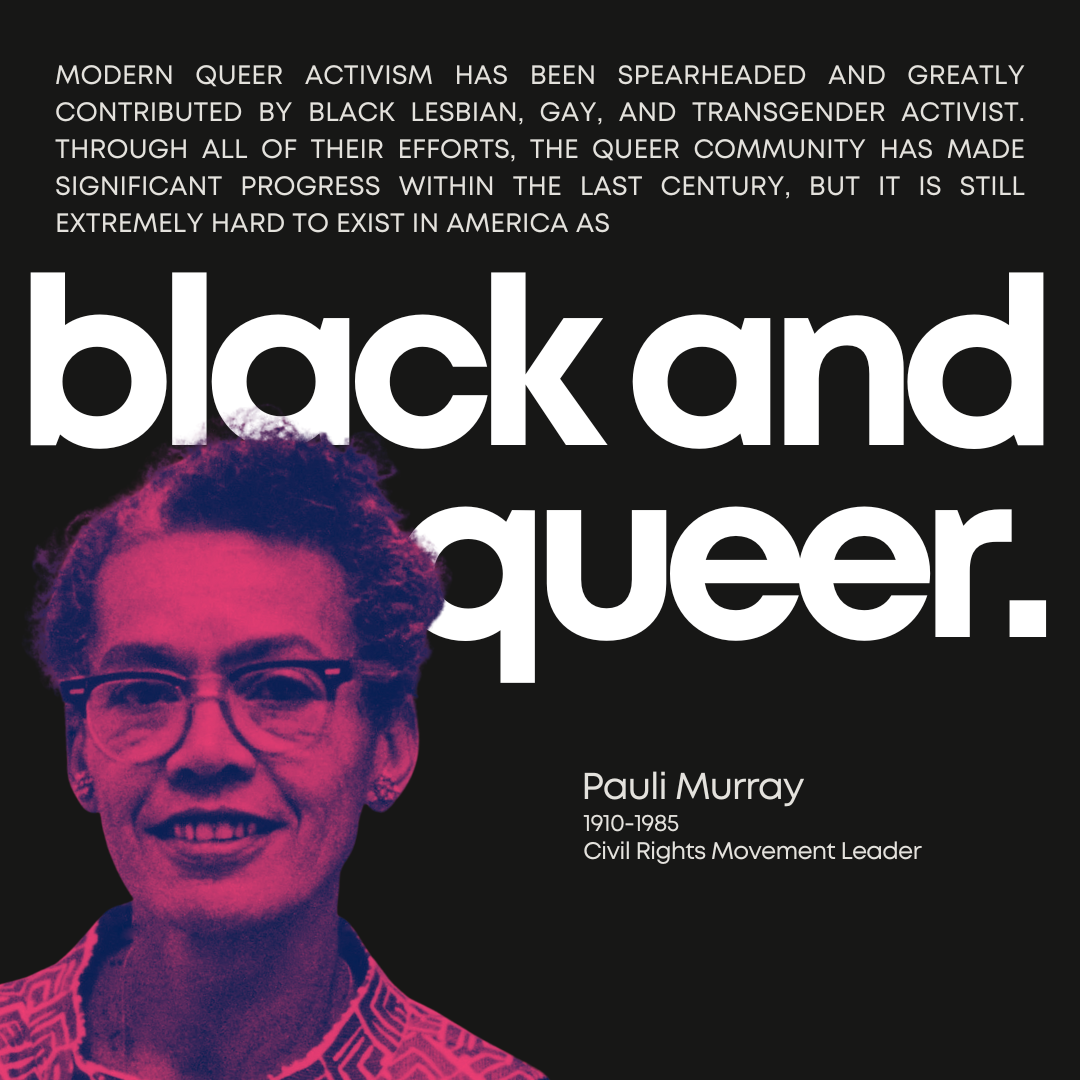 MODERN QUEER ACTIVISM HAS BEEN SPEARHEADED AND GREATLY
CONTRIBUTED BY BLACK LESBIAN, GAY, AND TRANSGENDER ACTIVIST.
THROUGH ALL OF THEIR EFFORTS, THE QUEER COMMUNITY HAS MADE
SIGNIFICANT PROGRESS WITHIN THE LAST CENTURY, BUT IT IS STILL
EXTREMELY HARD TO EXIST IN AMERICA AS
black and
queer.
Pauli Murray
1910-1985
Civil Rights Movement Leader